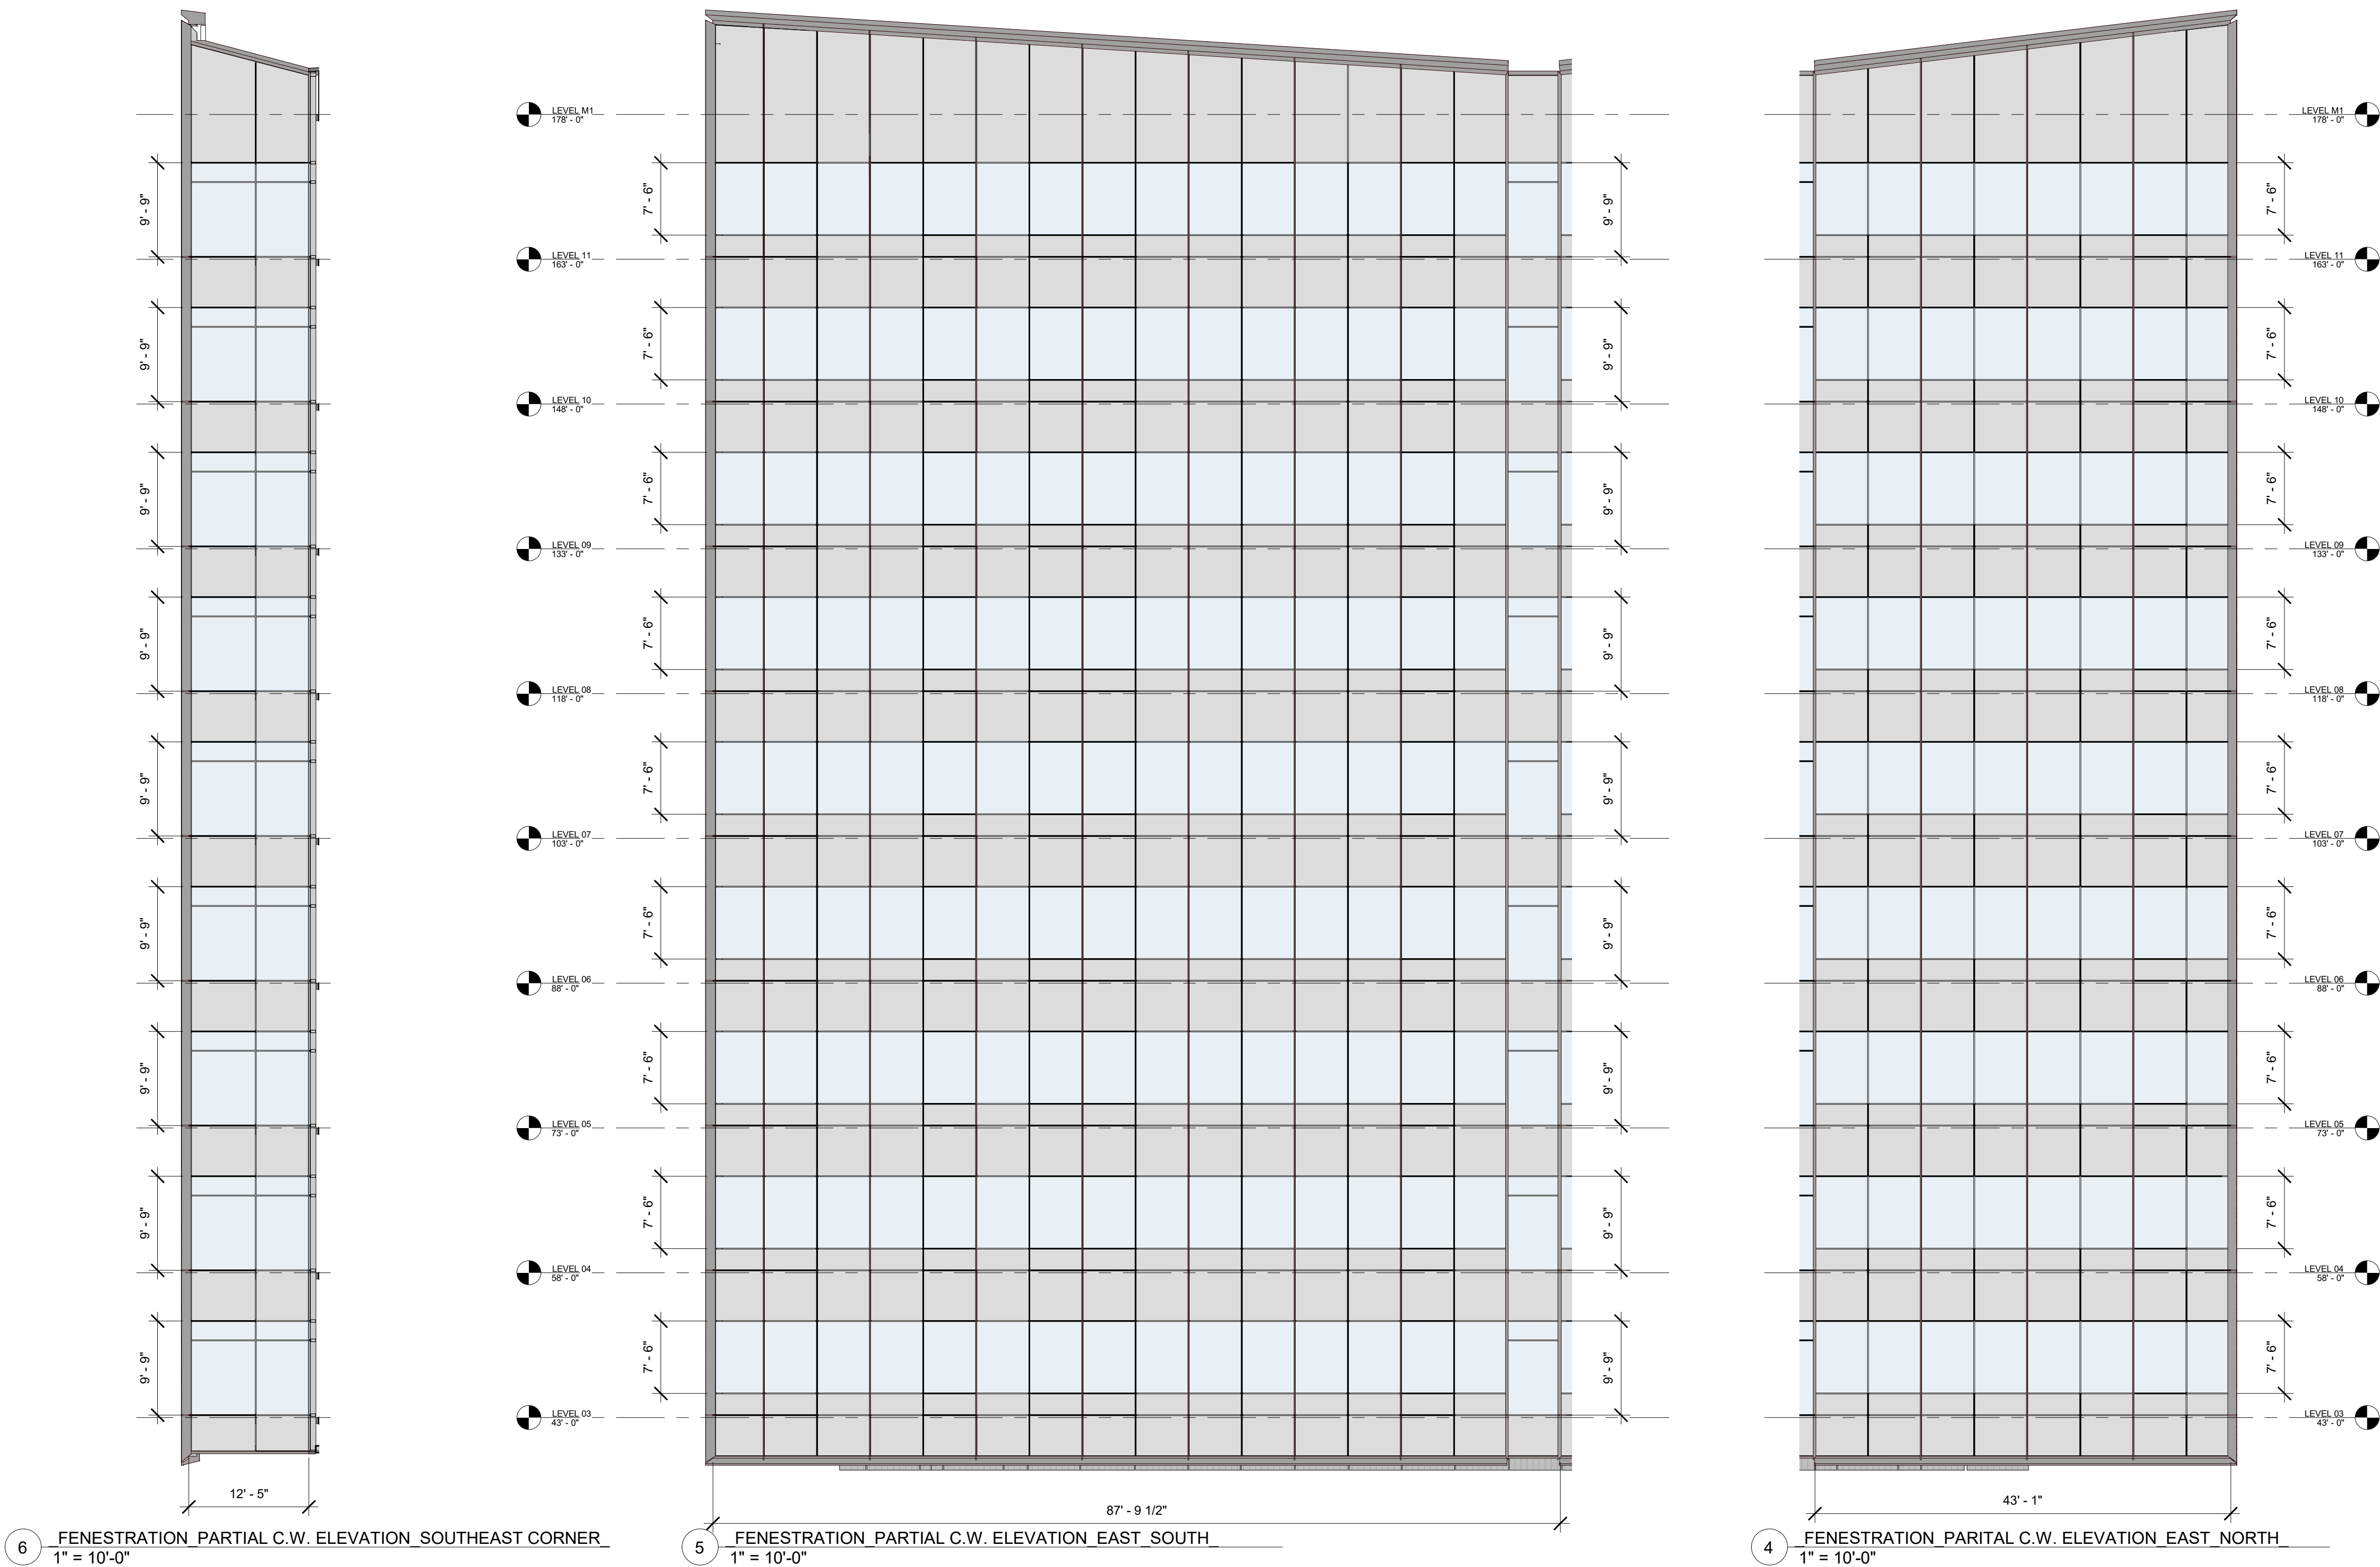 LEVEL M1
178' - 0"
LEVEL M1
178' - 0"
9' - 9"
7' - 6"
9' - 9"
7' - 6"
LEVEL 11
163' - 0"
LEVEL 11
163' - 0"
9' - 9"
7' - 6"
9' - 9"
7' - 6"
LEVEL 10
148' - 0"
LEVEL 10
148' - 0"
9' - 9"
7' - 6"
9' - 9"
7' - 6"
LEVEL 09
133' - 0"
LEVEL 09
133' - 0"
9' - 9"
7' - 6"
9' - 9"
7' - 6"
LEVEL 08
118' - 0"
LEVEL 08
118' - 0"
9' - 9"
7' - 6"
9' - 9"
7' - 6"
LEVEL 07
103' - 0"
LEVEL 07
103' - 0"
9' - 9"
7' - 6"
9' - 9"
7' - 6"
LEVEL 06
88' - 0"
LEVEL 06
88' - 0"
9' - 9"
7' - 6"
9' - 9"
7' - 6"
LEVEL 05
73' - 0"
LEVEL 05
73' - 0"
9' - 9"
7' - 6"
9' - 9"
7' - 6"
LEVEL 04
58' - 0"
LEVEL 04
58' - 0"
9' - 9"
7' - 6"
9' - 9"
7' - 6"
LEVEL 03
43' - 0"
LEVEL 03
43' - 0"
12' - 5"
87' - 9 1/2"
43' - 1"
6 _FENESTRATION_PARTIAL C.W. ELEVATION_SOUTHEAST CORNER_
1" = 10'-0"
5 _FENESTRATION_PARTIAL C.W. ELEVATION_EAST_SOUTH_
1" = 10'-0"
4 _FENESTRATION_PARITAL C.W. ELEVATION_EAST_NORTH_
1" = 10'-0"